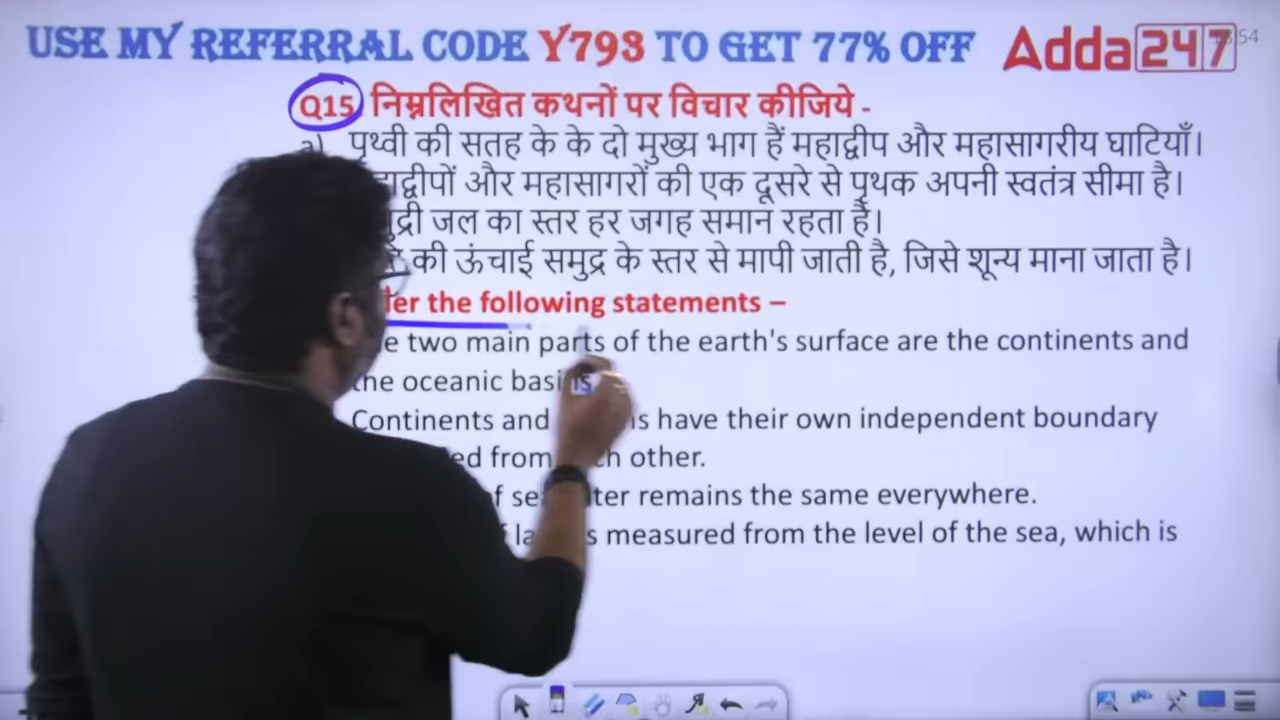 USE MY REFERRAL CODE Y793 TO GET 77% OFF
Adda247
54
Q15 निम्नलिखित कथनों पर विचार कीजिये -
a) पृथ्वी की सतह के के दो मुख्य भाग हैं महाद्वीप और महासागरीय घाटियाँ।
और महासागरों की एक दूसरे से पृथक अपनी स्वतंत्र सीमा है।
जल का स्तर हर जगह समान रहता है।
की ऊंचाई समुद्र के स्तर से मापी जाती है, जिसे शून्य माना जाता है।
the following statements –
two main parts of the earth's surface are the continents and
the oceanic basins.
Continents and have their own independent boundary
from other.
remains the same everywhere.
measured from the level of the sea, which is